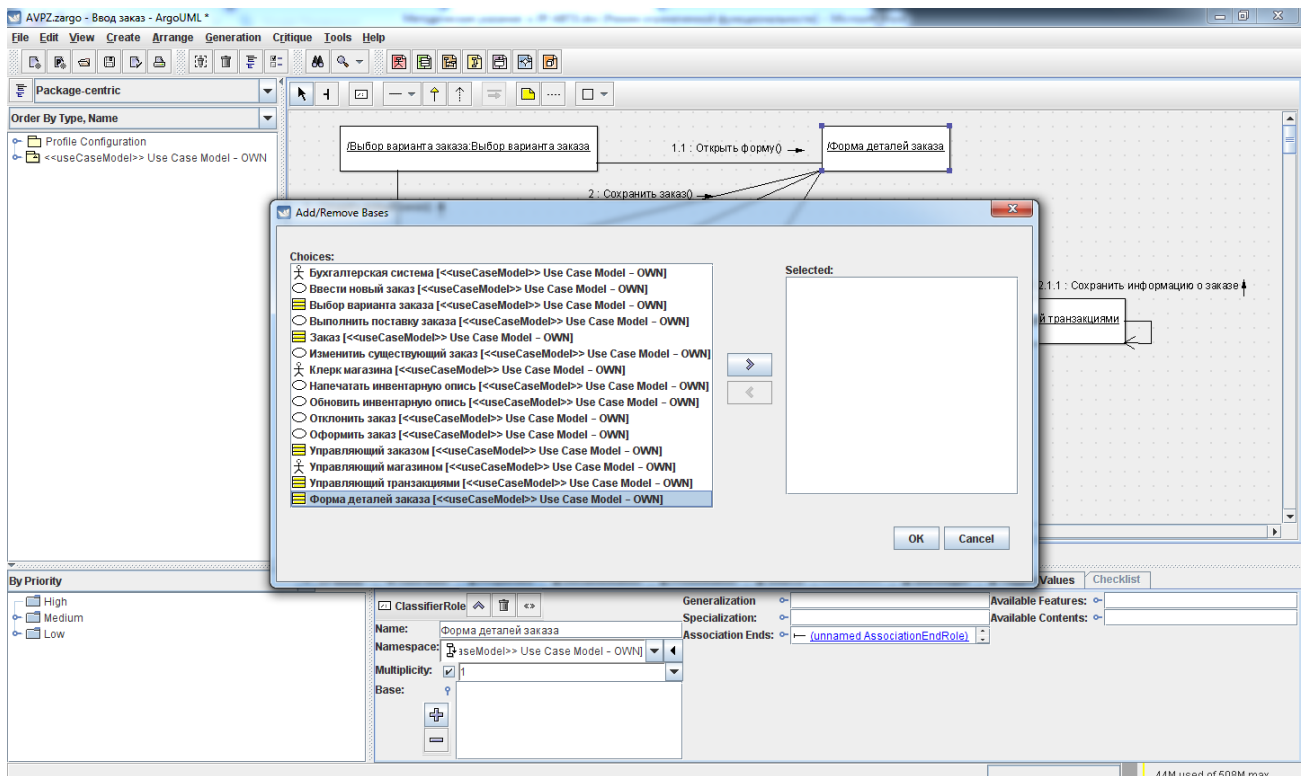 AVPZ.zargo - Ввод заказ - ArgoUML *
File Edit View Create Arrange Generation Critique Tools Help
Package-centric
Order By Type, Name
Profile Configuration
<<useCaseModel>> Use Case Model - OWN
/Выбор варианта заказа:Выбор варианта заказа
1.1 : Открыть форму()
/Форма деталей заказа
2 : Сохранить заказ()
Add/Remove Bases
Choices:
Бухгалтерская система [<<useCaseModel>> Use Case Model - OWN]
Ввести новый заказ [<<useCaseModel>> Use Case Model - OWN]
Выбор варианта заказа [<<useCaseModel>> Use Case Model - OWN]
Выполнить поставку заказа [<<useCaseModel>> Use Case Model - OWN]
Заказ [<<useCaseModel>> Use Case Model - OWN]
Изменитиь существующий заказ [<<useCaseModel>> Use Case Model - OWN]
Клерк магазина [<<useCaseModel>> Use Case Model - OWN]
Напечатать инвентарную опись [<<useCaseModel>> Use Case Model - OWN]
Обновить инвентарную опись [<<useCaseModel>> Use Case Model - OWN]
Отклонить заказ [<<useCaseModel>> Use Case Model - OWN]
Оформить заказ [<<useCaseModel>> Use Case Model - OWN]
Управляющий заказом [<<useCaseModel>> Use Case Model - OWN]
Управляющий магазином [<<useCaseModel>> Use Case Model - OWN]
Управляющий транзакциями [<<useCaseModel>> Use Case Model - OWN]
Форма деталей заказа [<<useCaseModel>> Use Case Model - OWN]
Selected:
OK Cancel
2.1.1 : Сохранить информацию о заказе
й транзакциями
By Priority
High
Medium
Low
Values Checklist
ClassifierRole
Name: Форма деталей заказа
Namespace: aseModel>> Use Case Model - OWN]
Multiplicity: 1
Base:
Generalization
Specialization:
Association Ends: (unnamed AssociationEndRole)
Available Features:
Available Contents:
44M used of 508M max